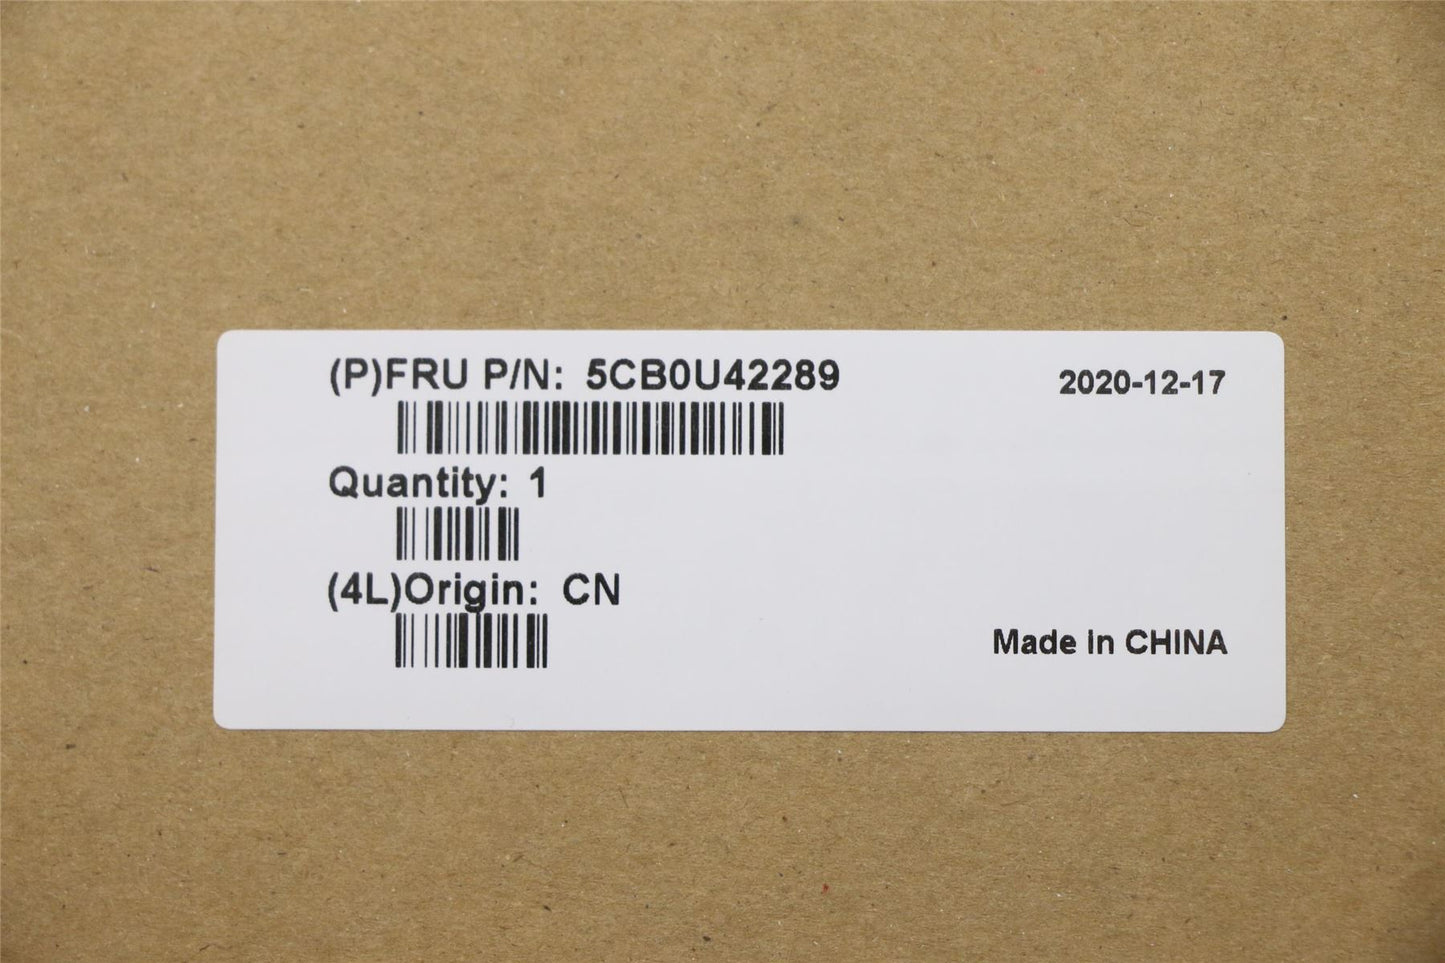 (P)FRU P/N: 5CB0U42289
2020-12-17
Quantity: 1
(4L)Origin: CN
Made in CHINA